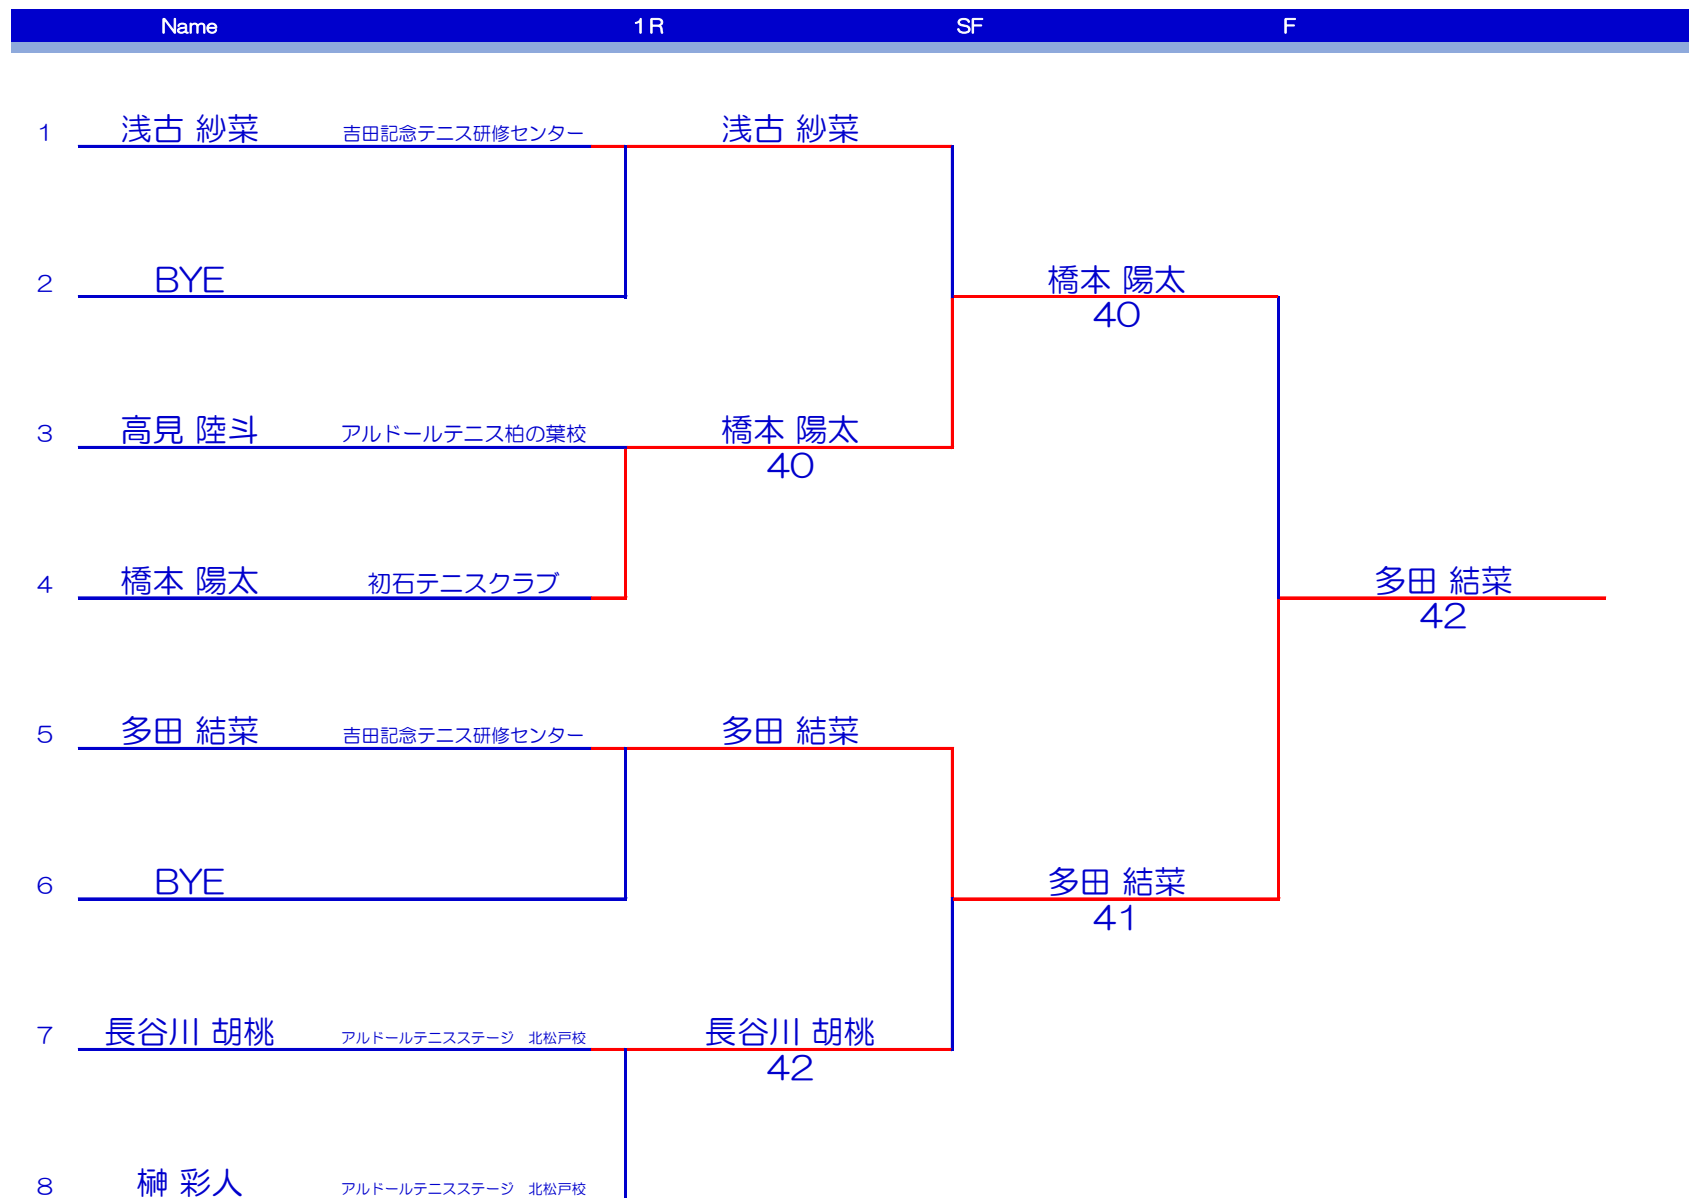 Name 1R SF F
1 浅古 紗菜 吉田記念テニス研修センター 浅古 紗菜
2 BYE 橋本 陽太
40
3 高見 陸斗 アルドールテニス柏の葉校 橋本 陽太
40
4 橋本 陽太 初石テニスクラブ 多田 結菜
42
5 多田 結菜 吉田記念テニス研修センター 多田 結菜
6 BYE 多田 結菜
41
7 長谷川 胡桃 アルドールテニスステージ 北松戸校 長谷川 胡桃
42
8 榊 彩人 アルドールテニスステージ 北松戸校